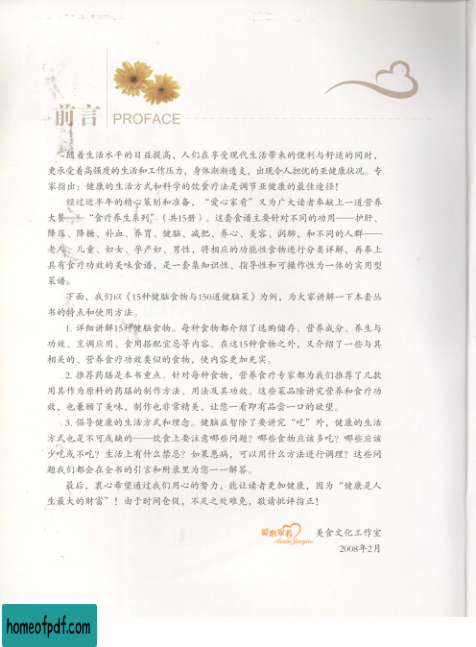 前言
PROFACE
随着生活水平的日益提高，人们在享受现代生活带来的便利与舒适的同时，
更承受着高强度的生活和工作压力，身体渐渐透支，出现令人担忧的亚健康状况。专
家指出：健康的生活方式和科学的饮食疗法是调节亚健康的最佳途径！
经过近半年的精心策划和准备，“爱心家肴”又为广大读者奉献上一道营养
大餐——“食疗养生系列”（共15册）。这套食谱主要针对不同的功用——护肝、
降压、降糖、补血、养胃、健脑、减肥、养心、美容、润肺，和不同的人群——
老人、儿童、妇女、孕产妇、男性，将相应的功能性食物进行分类详解，再奉上
具有食疗功效的美味食谱，是一套集知识性、指导性和可操作性为一体的实用型
菜谱。
下面，我们以《15种健脑食物与150道健脑菜》为例，为大家讲解一下本套丛
书的特点和使用方法。
1. 详细讲解15种健脑食物。每种食物都介绍了选购储存、营养成分、养生与
功效、烹调应用、食用搭配宜忌等内容。在这15种食物之外，又介绍了一些与其
相关的、营养食疗功效类似的食物，使内容更加充实。
2. 推荐药膳是本书重点。针对每种食物，营养食疗专家都为我们推荐了几款
用其作为原料的药膳的制作方法、用法及其功效。这些菜品除讲究营养和食疗功
效，也兼顾了美味，制作也非常精美，让您一看即有品尝一口的欲望。
3. 倡导健康的生活方式和理念。健脑益智除了要讲究“吃”外，健康的生活
方式也是不可或缺的——饮食上要注意哪些问题？哪些食物应该多吃？哪些应该
少吃或不吃？生活上有什么禁忌？如果患病，可以用什么方法进行调理？这些问
题我们都会在全书的引言和附录里为您一一解答。
最后，衷心希望通过我们用心的努力，能让读者更加健康，因为“健康是人
生最大的财富”！由于时间仓促，不足之处难免，敬请批评指正！
爱心家肴 美食文化工作室
2008年2月
homeofpdf.com